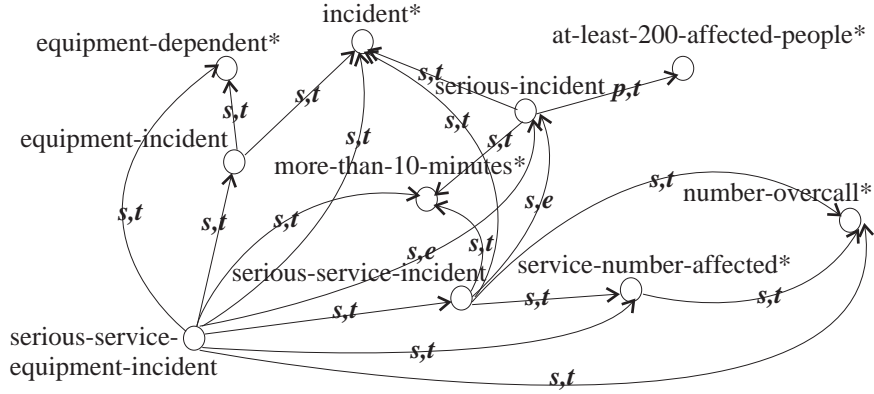 incident*
equipment-dependent*
at-least-200-affected-people*
s,t
serious-incident
s,t
p,t
s,t
s,t
equipment-incident
s,t
s,t
more-than-10-minutes*
s,t
number-overcall*
s,t
s,t
s,t
s,e
s,e
s,t
serious-service-incident
service-number-affected*
s,t
s,t
s,t
serious-service-
equipment-incident
s,t
s,t